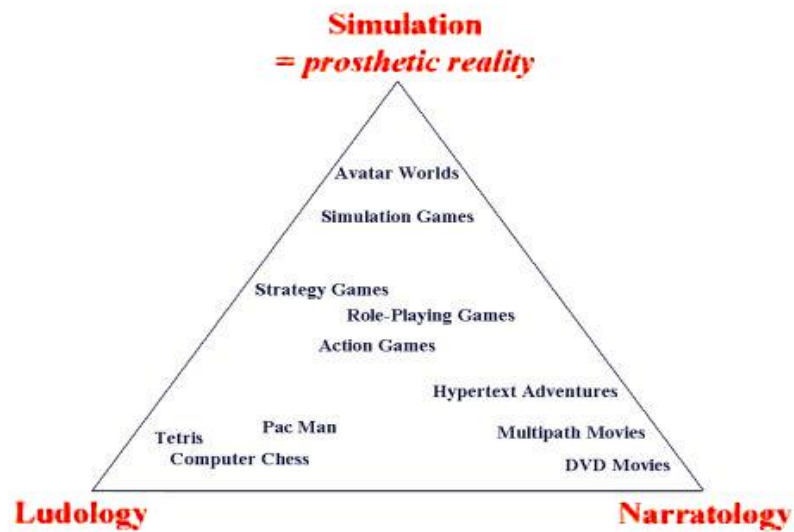 Simulation
= prosthetic reality
Avatar Worlds
Simulation Games
Strategy Games
Role-Playing Games
Action Games
Hypertext Adventures
Pac Man
Multipath Movies
Tetris
Computer Chess
DVD Movies
Ludology
Narratology